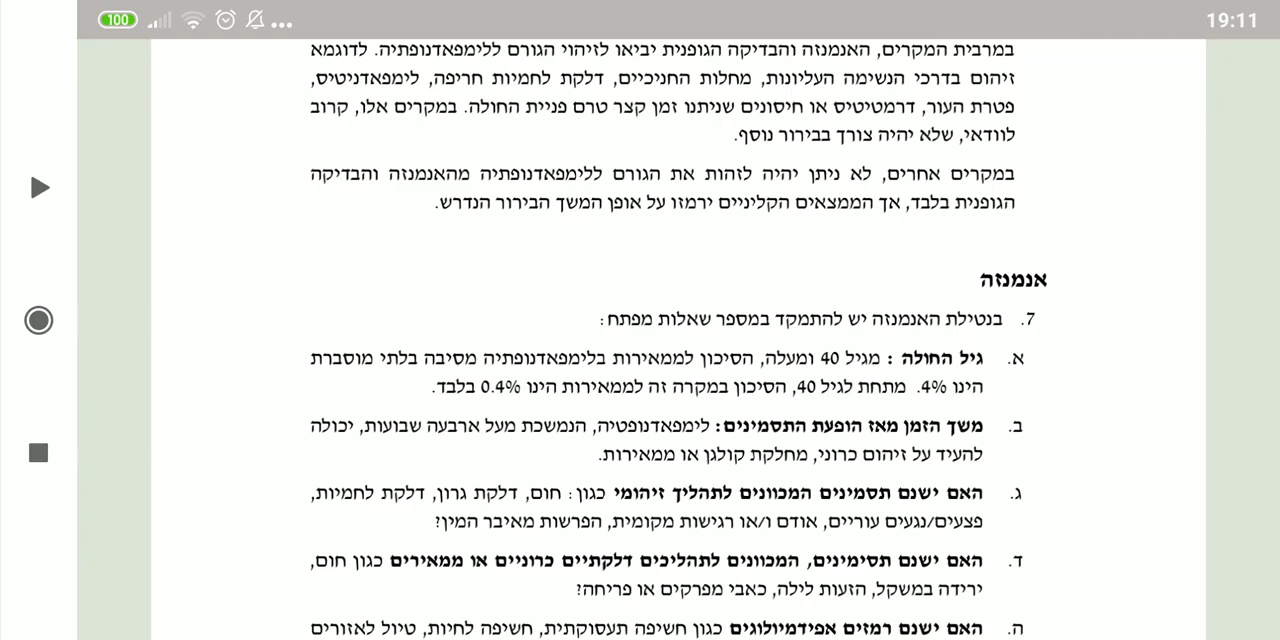 100
19:11
במרבית המקרים, האנמנזה והבדיקה הגופנית יביאו לזיהוי הגורם ללימפאדנופתיה. לדוגמא
זיהום בדרכי הנשימה העליונות, מחלות החניכיים, דלקת לחמיות חריפה, לימפאדניטיס,
פטרת העור, דרמטיטיס או חיסונים שניתנו זמן קצר טרם פניית החולה. במקרים אלו, קרוב
לוודאי, שלא יהיה צורך בבירור נוסף.
במקרים אחרים, לא ניתן יהיה לזהות את הגורם ללימפאדנופתיה מהאנמנזה והבדיקה
הגופנית בלבד, אך הממצאים הקליניים ירמזו על אופן המשך הבירור הנדרש.
אנמנזה
7. בנטילת האנמנזה יש להתמקד במספר שאלות מפתח:
א. גיל החולה : מגיל 40 ומעלה, הסיכון לממאירות בלימפאדנופתיה מסיבה בלתי מוסברת
הינו 4%. מתחת לגיל 40, הסיכון במקרה זה לממאירות הינו 0.4% בלבד.
ב. משך הזמן מאז הופעת התסמינים: לימפאדנופטיה, הנמשכת מעל ארבעה שבועות, יכולה
להעיד על זיהום כרוני, מחלקת קולגן או ממאירות.
ג. האם ישנם תסמינים המכוונים לתהליך זיהומי כגון: חום, דלקת גרון, דלקת לחמיות,
פצעים/נגעים עוריים, אודם ו/או רגישות מקומית, הפרשות מאיבר המין?
ד. האם ישנם תסימינים, המכוונים לתהליכים דלקתיים כרוניים או ממאירים כגון חום,
ירידה במשקל, הזעות לילה, כאבי מפרקים או פריחה?
ה. האם ישנם רמזים אפידמיולוגים כגון חשיפה תעסוקתית, חשיפה לחיות, טיול לאזורים